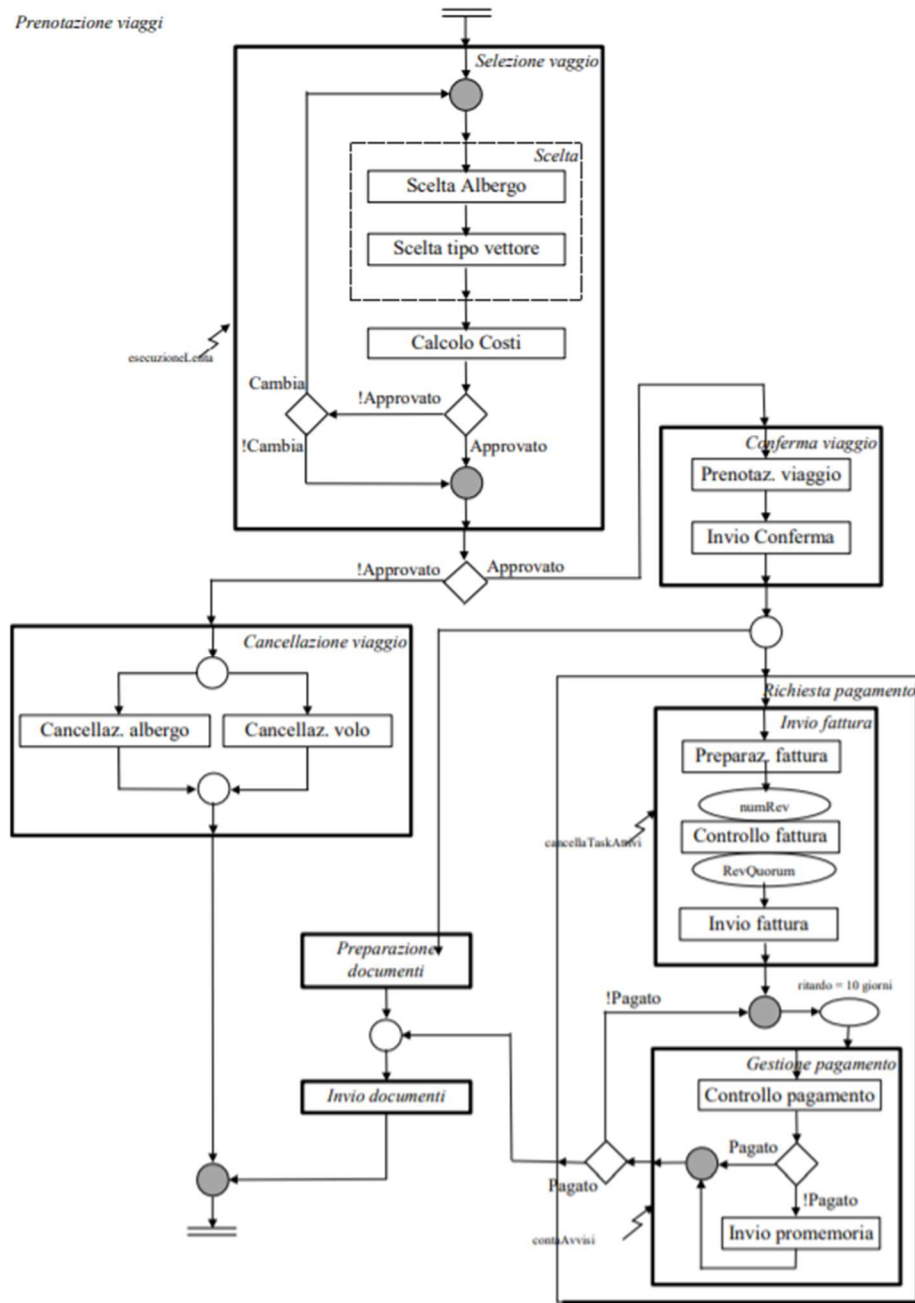 Prenotazione viaggi
Selezione vaggio
Scelta
Scelta Albergo
Scelta tipo vettore
Calcolo Costi
esecuzioneLenta
Cambia
!Approvato
!Cambia
Approvato
Conferma viaggio
Prenotaz. viaggio
Invio Conferma
!Approvato
Approvato
Cancellazione viaggio
Cancellaz. albergo
Cancellaz. volo
Richiesta pagamento
Invio fattura
Preparaz. fattura
numRev
Controllo fattura
cancellaTaskAttivi
RevQuorum
Invio fattura
Preparazione
documenti
!Pagato
ritardo = 10 giorni
Gestione pagamento
Invio documenti
Controllo pagamento
Pagato
Pagato
!Pagato
Invio promemoria
contaAvvisi